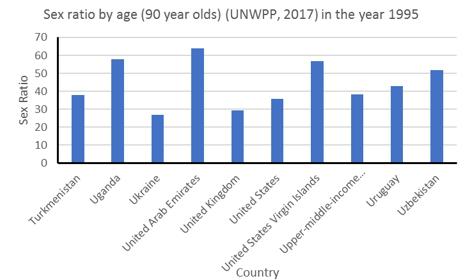 Sex ratio by age (90 year olds) (UNWPP, 2017) in the year 1995
70
60
50
40
30
20
10
0
Sex Ratio
Turkmenistan
Uganda
Ukraine
United Arab Emirates
United Kingdom
United States
United States Virgin Islands
Upper-middle-income...
Uruguay
Uzbekistan
Country